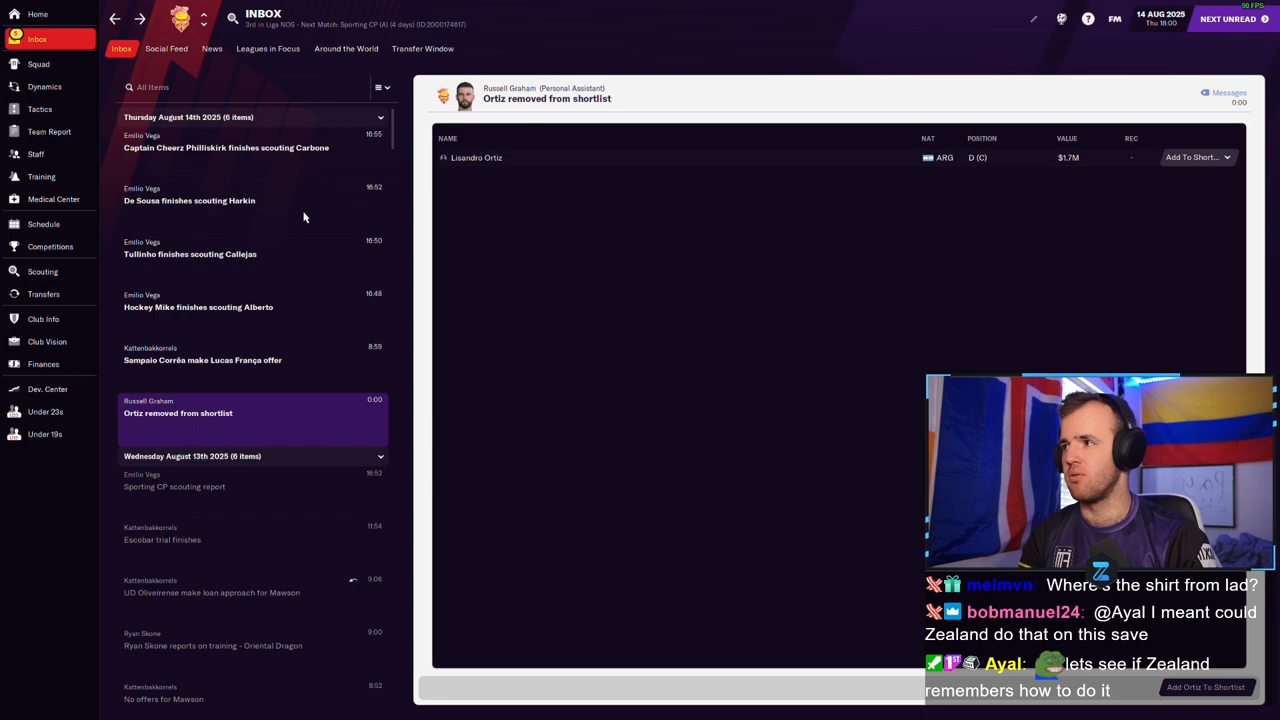 90 FPS
Home
INBOX
3rd in Liga NOS - Next Match: Sporting CP (A) (4 days) (ID:2000174617)
FM
14 AUG 2025
Thu 18:00
NEXT UNREAD
Inbox
Inbox
Social Feed
News
Leagues in Focus
Around the World
Transfer Window
Squad
Dynamics
Tactics
Team Report
Staff
Training
Medical Center
Schedule
Competitions
Scouting
Transfers
Club Info
Club Vision
Finances
Dev. Center
Under 23s
Under 19s
All Items
Thursday August 14th 2025 (6 items)
Emilio Vega 16:55
Captain Cheerz Philliskirk finishes scouting Carbone
Emilio Vega 16:52
De Sousa finishes scouting Harkin
Emilio Vega 16:50
Tullinho finishes scouting Callejas
Emilio Vega 16:48
Hockey Mike finishes scouting Alberto
Kattenbakkorrels 8:59
Sampaio Corrêa make Lucas França offer
Russell Graham 0:00
Ortiz removed from shortlist
Wednesday August 13th 2025 (6 items)
Emilio Vega 16:52
Sporting CP scouting report
Kattenbakkorrels 11:54
Escobar trial finishes
Kattenbakkorrels 9:06
UD Oliveirense make loan approach for Mawson
Ryan Skone 9:00
Ryan Skone reports on training - Oriental Dragon
Kattenbakkorrels 8:52
No offers for Mawson
Russell Graham (Personal Assistant)
Ortiz removed from shortlist
Messages
0:00
NAME NAT POSITION VALUE REC
Lisandro Ortiz ARG D (C) $1.7M - Add To Short...
melmvn: Where's the shirt from lad?
bobmanuel24: @Ayal I meant could
Zealand do that on this save
Ayal: lets see if Zealand
remembers how to do it
Add Ortiz To Shortlist